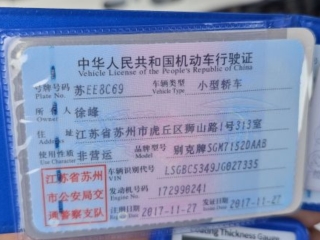 中华人民共和国机动车行驶证
Vehicle License of the People's Republic of China
号牌号码 苏EE8C69 车辆类型 小型轿车
Plate No. Vehicle Type
所有人 徐峰
Owner
住址 江苏省苏州市虎丘区狮山路1号313室
Address
使用性质 非营运 品牌型号 别克牌SGM7152DAAB
Use Character Model
江苏省苏州市公安局交通警察支队
车辆识别代号 LSGBC5349JG027335
VIN
发动机号码 172990241
Engine No.
注册日期 2017-11-27 发证日期 2017-11-27
Register Date Issue Date
Coating Thickness Gauge